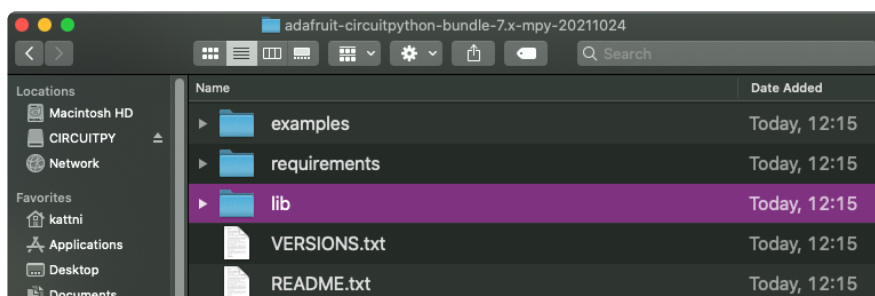 adafruit-circuitpython-bundle-7.x-mpy-20211024
Search
Locations
Macintosh HD
CIRCUITPY
Network
Favorites
kattni
Applications
Desktop
Documents
Name Date Added
examples Today, 12:15
requirements Today, 12:15
lib Today, 12:15
VERSIONS.txt Today, 12:15
README.txt Today, 12:15